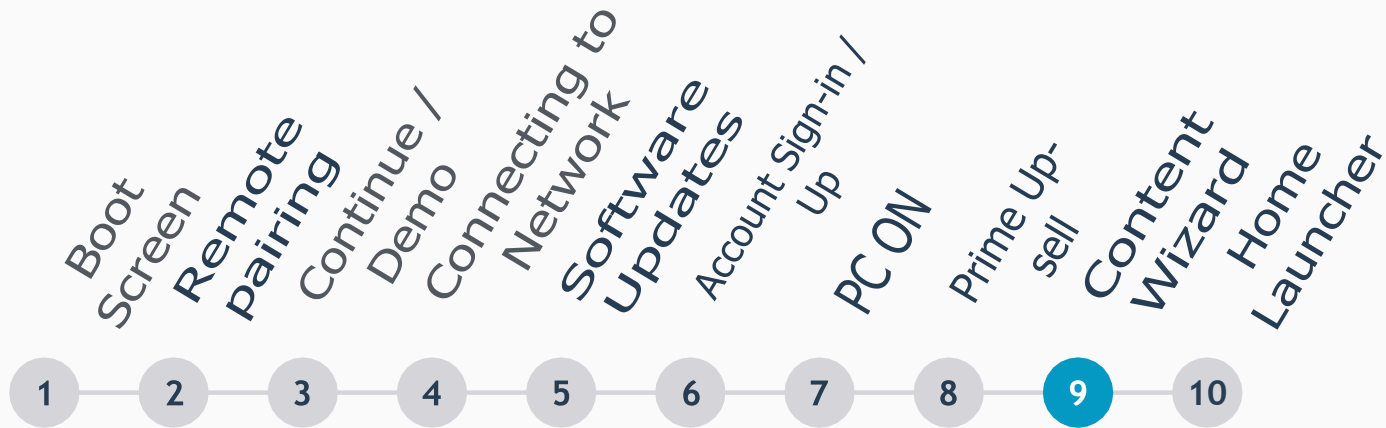 Boot
Screen
Remote
pairing
Continue /
Demo
Connecting to
Network
Software
Updates
Account Sign-in /
Up
PC ON
Prime Up-
sell
Content
Wizard
Home
Launcher
1 2 3 4 5 6 7 8 9 10